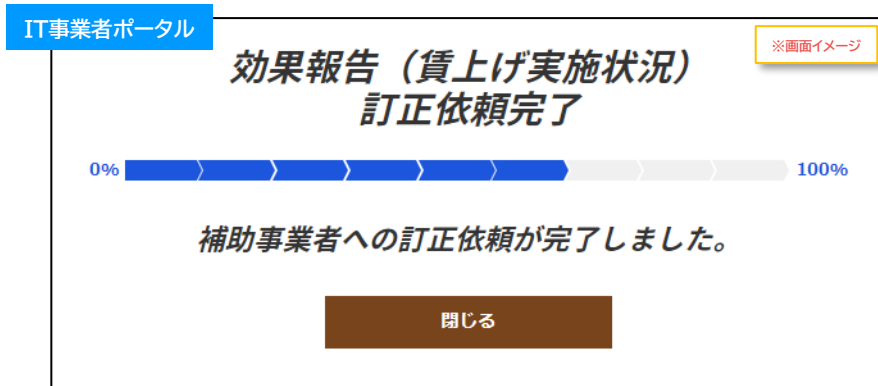 IT事業者ポータル
※画面イメージ
効果報告（賃上げ実施状況）
訂正依頼完了
0%
100%
補助事業者への訂正依頼が完了しました。
閉じる